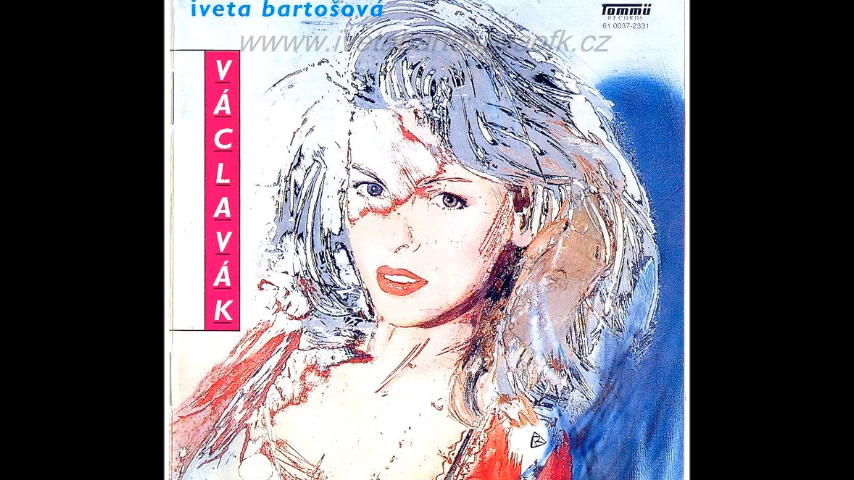 iveta bartošová
Tommü
RECORDS
61 0037-2331
VÁCLAVÁK